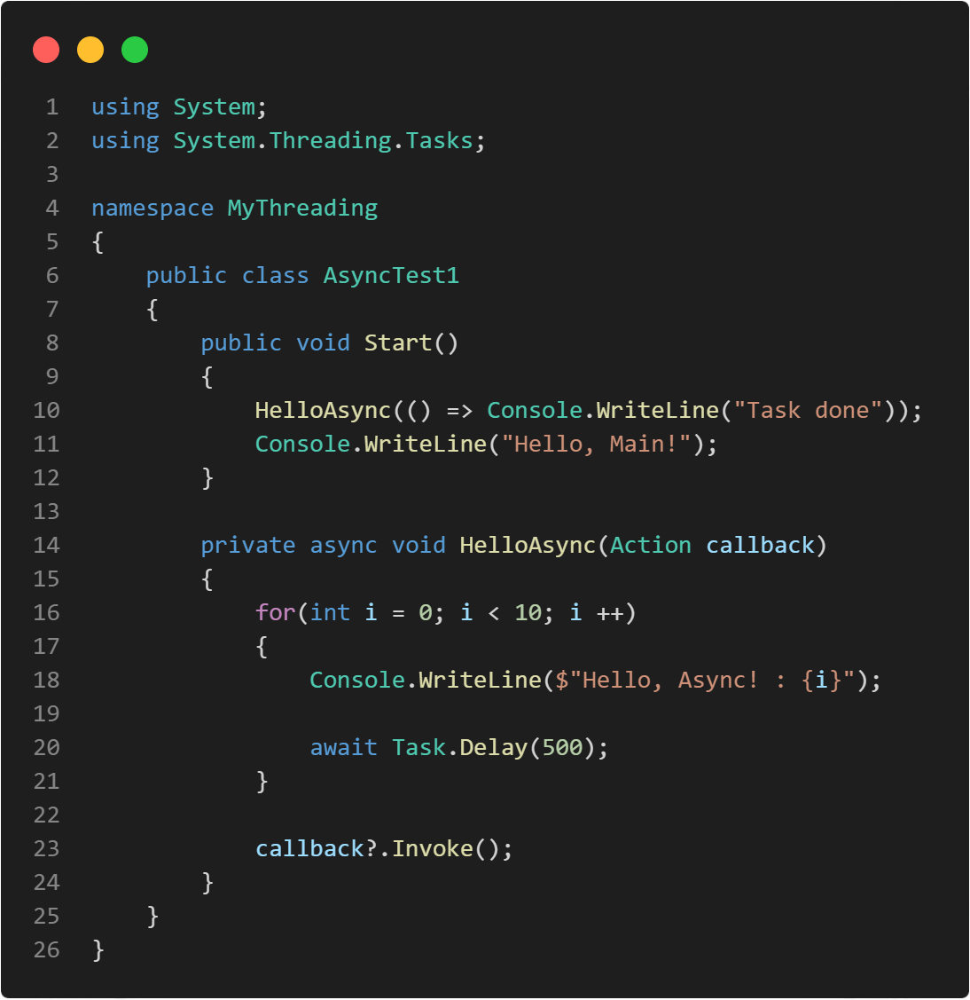 1 using System;
2 using System.Threading.Tasks;
3
4 namespace MyThreading
5 {
6     public class AsyncTest1
7     {
8         public void Start()
9         {
10             HelloAsync(() => Console.WriteLine("Task done"));
11             Console.WriteLine("Hello, Main!");
12         }
13
14         private async void HelloAsync(Action callback)
15         {
16             for(int i = 0; i < 10; i ++)
17             {
18                 Console.WriteLine($"Hello, Async! : {i}");
19
20                 await Task.Delay(500);
21             }
22
23             callback?.Invoke();
24         }
25     }
26 }